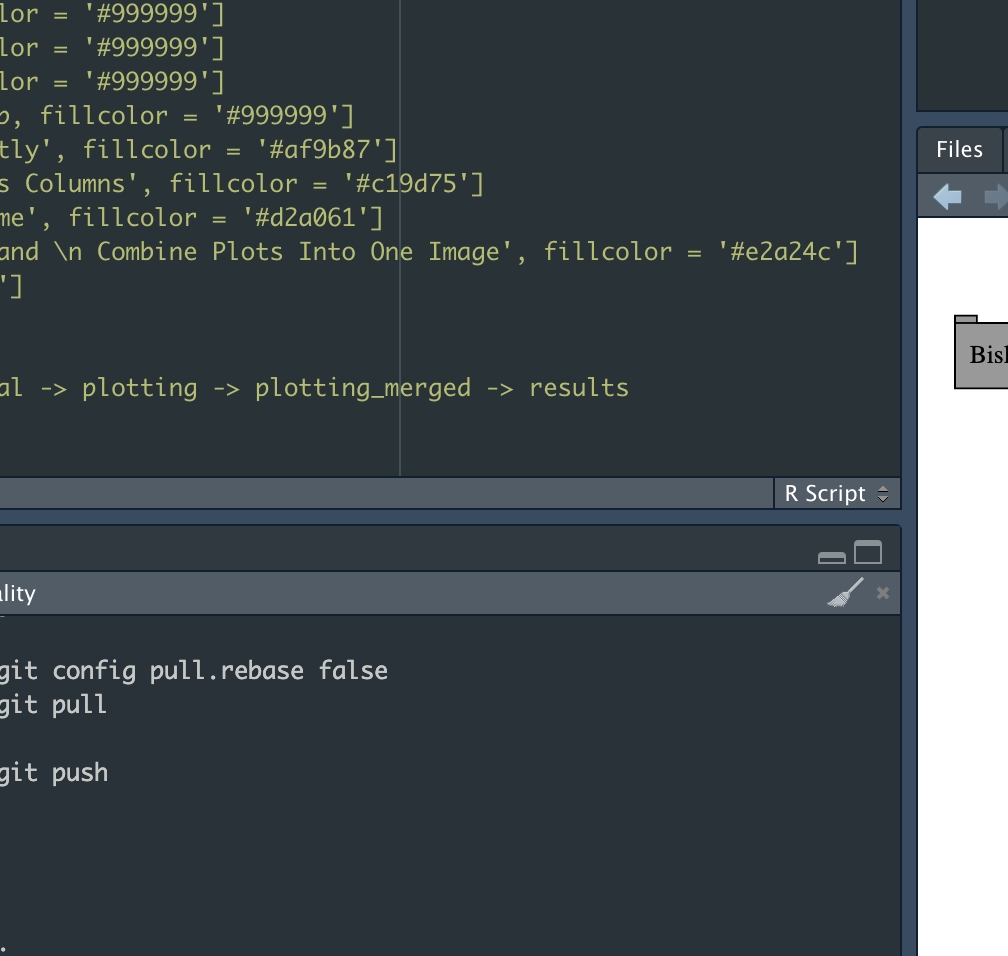 lor = '#999999']
lor = '#999999']
lor = '#999999']
, fillcolor = '#999999']
tly', fillcolor = '#af9b87']
s Columns', fillcolor = '#c19d75']
me', fillcolor = '#d2a061']
and \n Combine Plots Into One Image', fillcolor = '#e2a24c']
']
al -> plotting -> plotting_merged -> results
R Script
Files
Bis
lity
git config pull.rebase false
git pull
git push
.